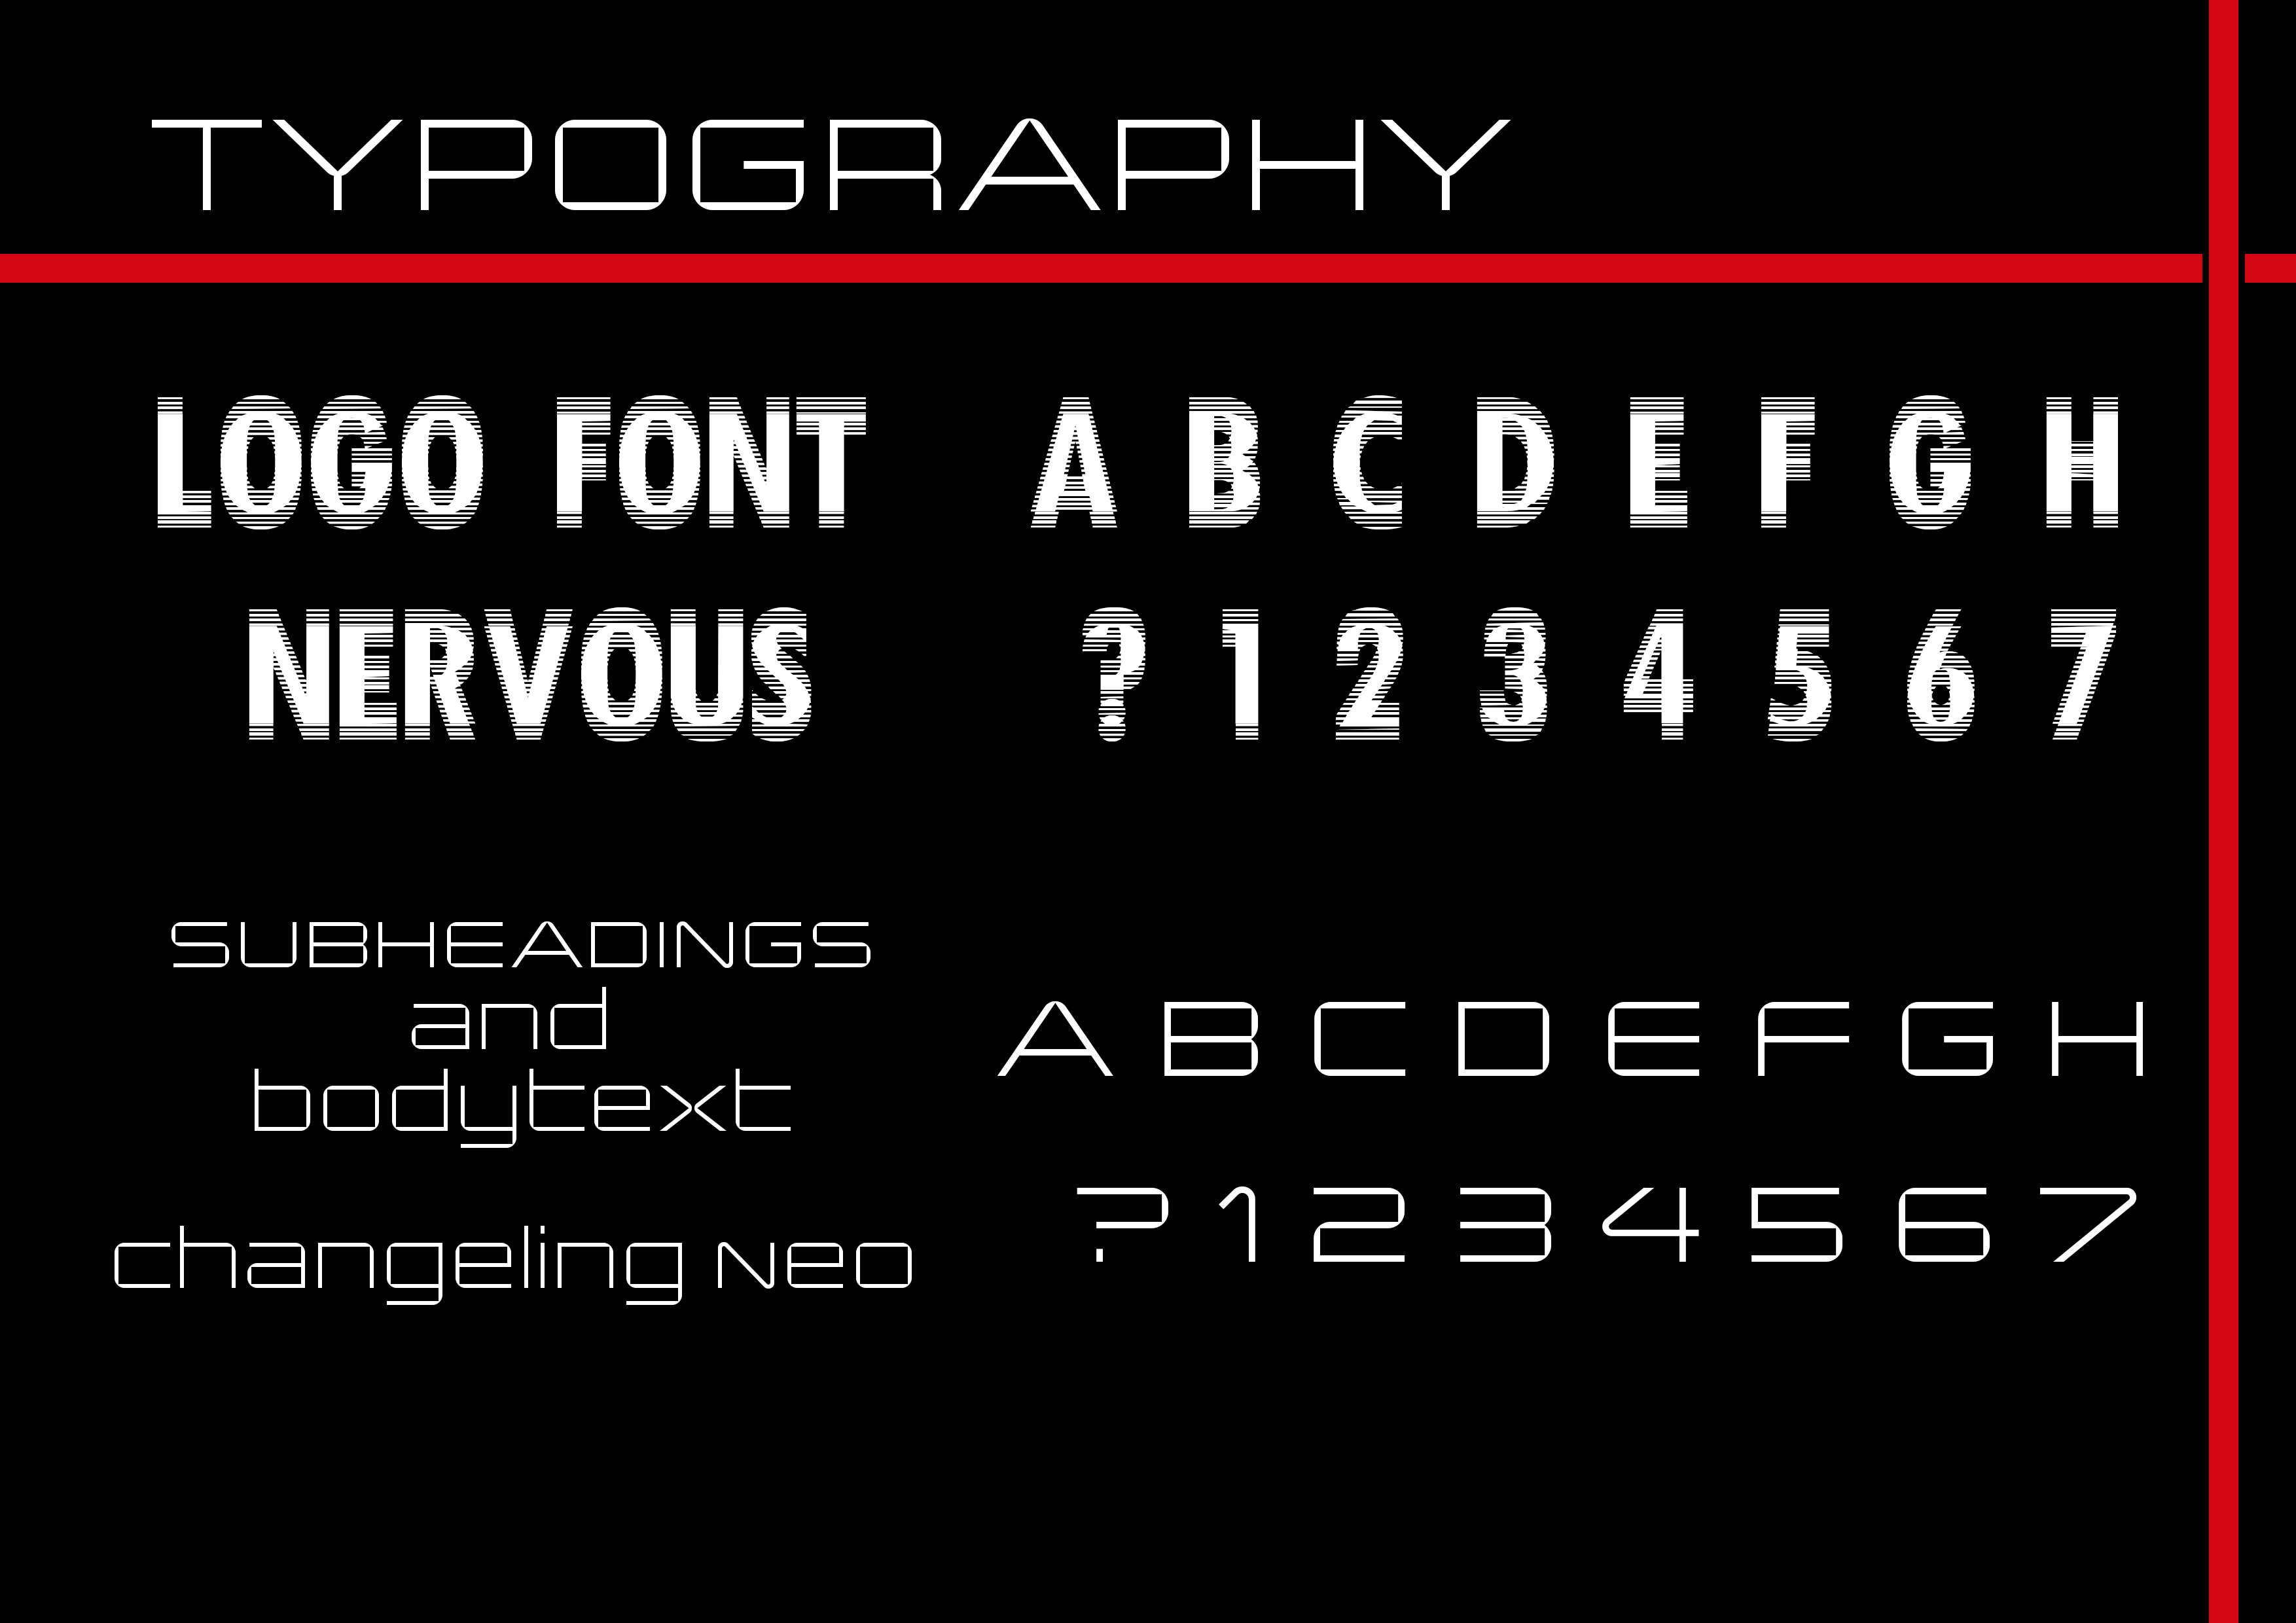 TYPOGRAPHY
LOGO FONT
A B C D E F G H
NERVOUS
? 1 2 3 4 5 6 7
SUBHEADINGS
and
bodytext
changeling Neo
A B C D E F G H
? 1 2 3 4 5 6 7